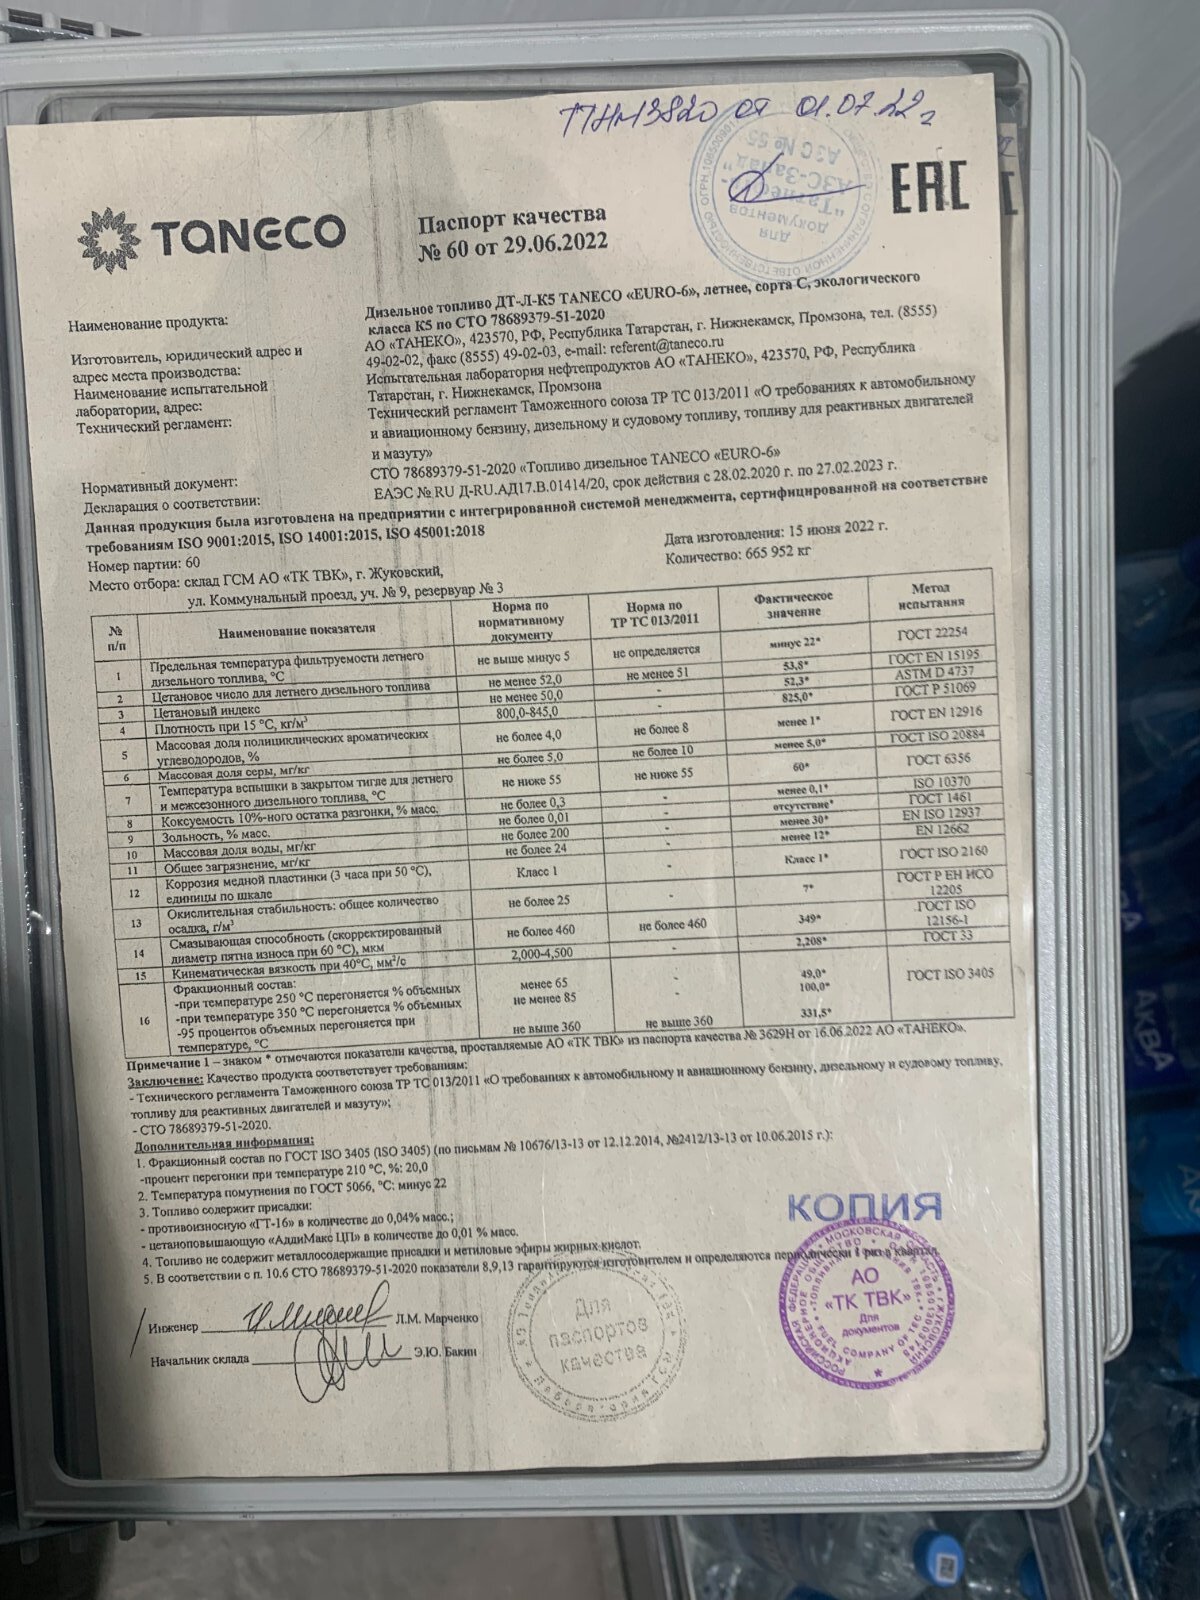 ТТН№13820 от 01.07.22г
EAC
TANECO
Паспорт качества
№ 60 от 29.06.2022
для документов
"Татнефть-АЗС-Запад"
АЗС № 55
Наименование продукта:
Дизельное топливо ДТ-Л-К5 TANECO «EURO-6», летнее, сорта С, экологического
класса К5 по СТО 78689379-51-2020
Изготовитель, юридический адрес и
адрес места производства:
АО «ТАНЕКО», 423570, РФ, Республика Татарстан, г. Нижнекамск, Промзона, тел. (8555)
49-02-02, факс (8555) 49-02-03, e-mail: referent@taneco.ru
Наименование испытательной
лаборатории, адрес:
Испытательная лаборатория нефтепродуктов АО «ТАНЕКО», 423570, РФ, Республика
Татарстан, г. Нижнекамск, Промзона
Технический регламент:
Технический регламент Таможенного союза ТР ТС 013/2011 «О требованиях к автомобильному
и авиационному бензину, дизельному и судовому топливу, топливу для реактивных двигателей
и мазуту»
Нормативный документ:
СТО 78689379-51-2020 «Топливо дизельное TANECO «EURO-6»
Декларация о соответствии:
ЕАЭС № RU Д-RU.АД17.В.01414/20, срок действия с 28.02.2020 г. по 27.02.2023 г.
Данная продукция была изготовлена на предприятии с интегрированной системой менеджмента, сертифицированной на соответствие
требованиям ISO 9001:2015, ISO 14001:2015, ISO 45001:2018
Номер партии: 60
Дата изготовления: 15 июня 2022 г.
Место отбора: склад ГСМ АО «ТК ТВК», г. Жуковский,
Количество: 665 952 кг
ул. Коммунальный проезд, уч. № 9, резервуар № 3
№ п/п Наименование показателя Норма по нормативному документу Норма по ТР ТС 013/2011 Фактическое значение Метод испытания
1 Предельная температура фильтруемости летнего дизельного топлива, °С не выше минус 5 не определяется минус 22* ГОСТ 22254
2 Цетановое число для летнего дизельного топлива не менее 52,0 не менее 51 53,8* ГОСТ EN 15195
3 Цетановый индекс не менее 50,0 - 52,3* ASTM D 4737
4 Плотность при 15 °С, кг/м³ 800,0-845,0 - 825,0* ГОСТ Р 51069
5 Массовая доля полициклических ароматических углеводородов, % не более 4,0 не более 8 менее 1* ГОСТ EN 12916
6 Массовая доля серы, мг/кг не более 5,0 не более 10 менее 5,0* ГОСТ ISO 20884
7 Температура вспышки в закрытом тигле для летнего и межсезонного дизельного топлива, °С не ниже 55 не ниже 55 60* ГОСТ 6356
8 Коксуемость 10%-ного остатка разгонки, % масс. не более 0,3 - менее 0,1* ISO 10370
9 Зольность, % масс. не более 0,01 - отсутствие* ГОСТ 1461
10 Массовая доля воды, мг/кг не более 200 - менее 30* EN ISO 12937
11 Общее загрязнение, мг/кг не более 24 - менее 12* EN 12662
12 Коррозия медной пластинки (3 часа при 50 °С), единицы по шкале Класс 1 - Класс 1* ГОСТ ISO 2160
13 Окислительная стабильность: общее количество осадка, г/м³ не более 25 - 7* ГОСТ Р ЕН ИСО 12205
14 Смазывающая способность (скорректированный диаметр пятна износа при 60 °С), мкм не более 460 не более 460 349* ГОСТ ISO 12156-1
15 Кинематическая вязкость при 40°С, мм²/с 2,000-4,500 - 2,208* ГОСТ 33
16 Фракционный состав: ГОСТ ISO 3405
-при температуре 250 °С перегоняется % объемных менее 65 - 49,0*
-при температуре 350 °С перегоняется % объемных не менее 85 - 100,0*
-95 процентов объемных перегоняется при температуре, °С не выше 360 не выше 360 331,5*
Примечание 1 – знаком * отмечаются показатели качества, проставляемые АО «ТК ТВК» из паспорта качества № 3629Н от 16.06.2022 АО «ТАНЕКО».
Заключение: Качество продукта соответствует требованиям:
- Технического регламента Таможенного союза ТР ТС 013/2011 «О требованиях к автомобильному и авиационному бензину, дизельному и судовому топливу,
топливу для реактивных двигателей и мазуту»;
- СТО 78689379-51-2020.
Дополнительная информация:
1. Фракционный состав по ГОСТ ISO 3405 (ISO 3405) (по письмам № 10676/13-13 от 12.12.2014, №2412/13-13 от 10.06.2015 г.):
-процент перегонки при температуре 210 °С, %: 20,0
2. Температура помутнения по ГОСТ 5066, °С: минус 22
3. Топливо содержит присадки:
- противоизносную «ГТ-16» в количестве до 0,04% масс.;
- цетаноповышающую «АддиМакс ЦП» в количестве до 0,01 % масс.
4. Топливо не содержит металлосодержащие присадки и метиловые эфиры жирных кислот.
5. В соответствии с п. 10.6 СТО 78689379-51-2020 показатели 8,9,13 гарантируются изготовителем и определяются периодически 1 раз в квартал.
КОПИЯ
Инженер Л.М. Марченко
Начальник склада Э.Ю. Бакин
Для
паспортов
качества
АО
«ТК ТВК»
Для
документов
FUEL COMPANY OF TEC
АКВА